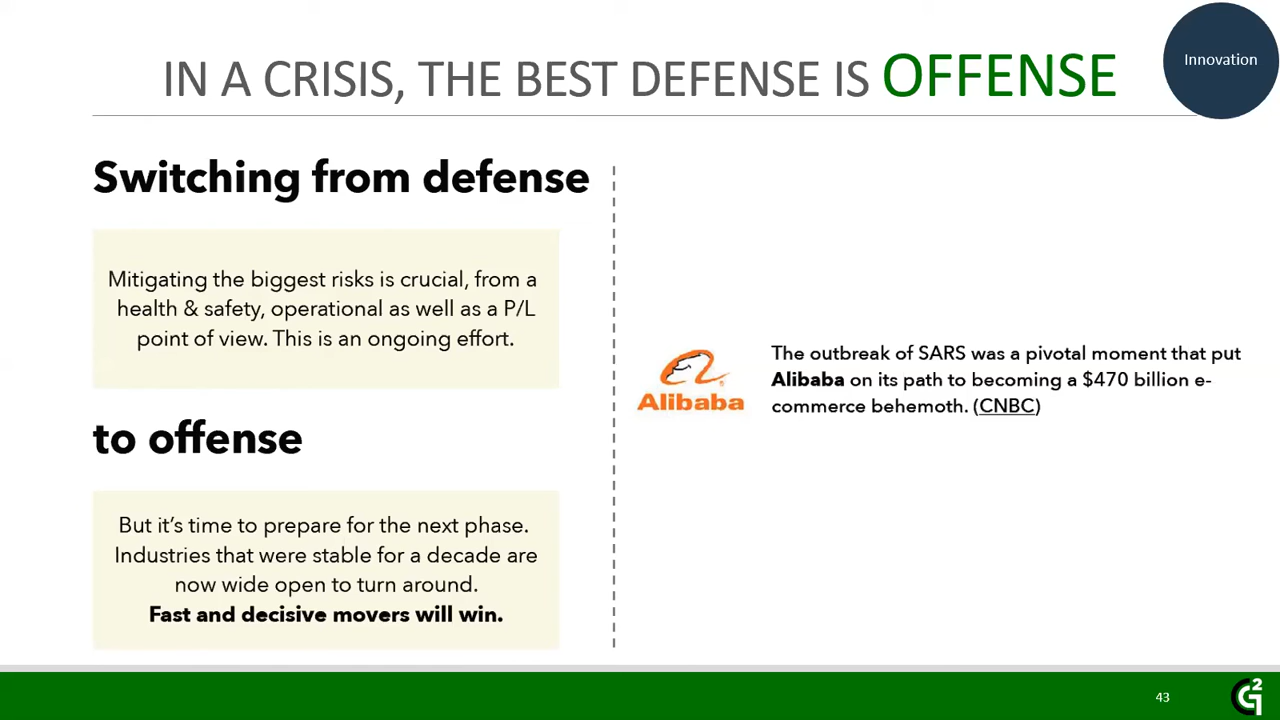 Innovation
IN A CRISIS, THE BEST DEFENSE IS OFFENSE
Switching from defense
Mitigating the biggest risks is crucial, from a
health & safety, operational as well as a P/L
point of view. This is an ongoing effort.
to offense
But it’s time to prepare for the next phase.
Industries that were stable for a decade are
now wide open to turn around.
Fast and decisive movers will win.
Alibaba
The outbreak of SARS was a pivotal moment that put
Alibaba on its path to becoming a $470 billion e-
commerce behemoth. (CNBC)
43
G2